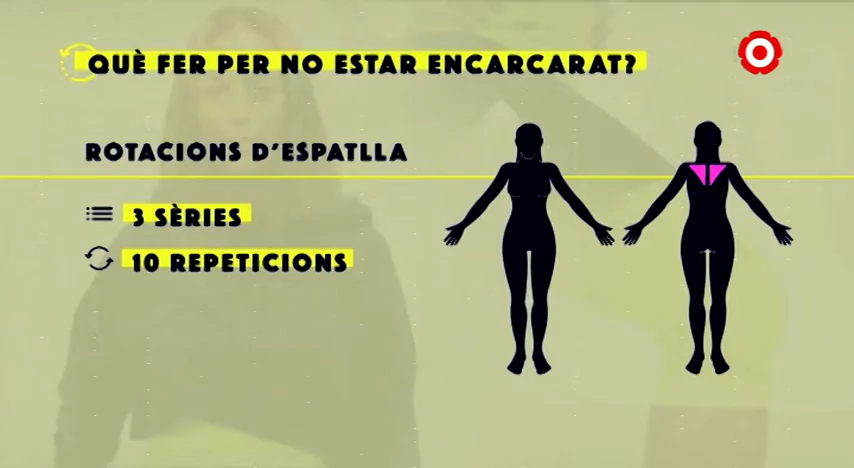 QUÈ FER PER NO ESTAR ENCARCARAT?
ROTACIONS D'ESPATLLA
3 SÈRIES
10 REPETICIONS